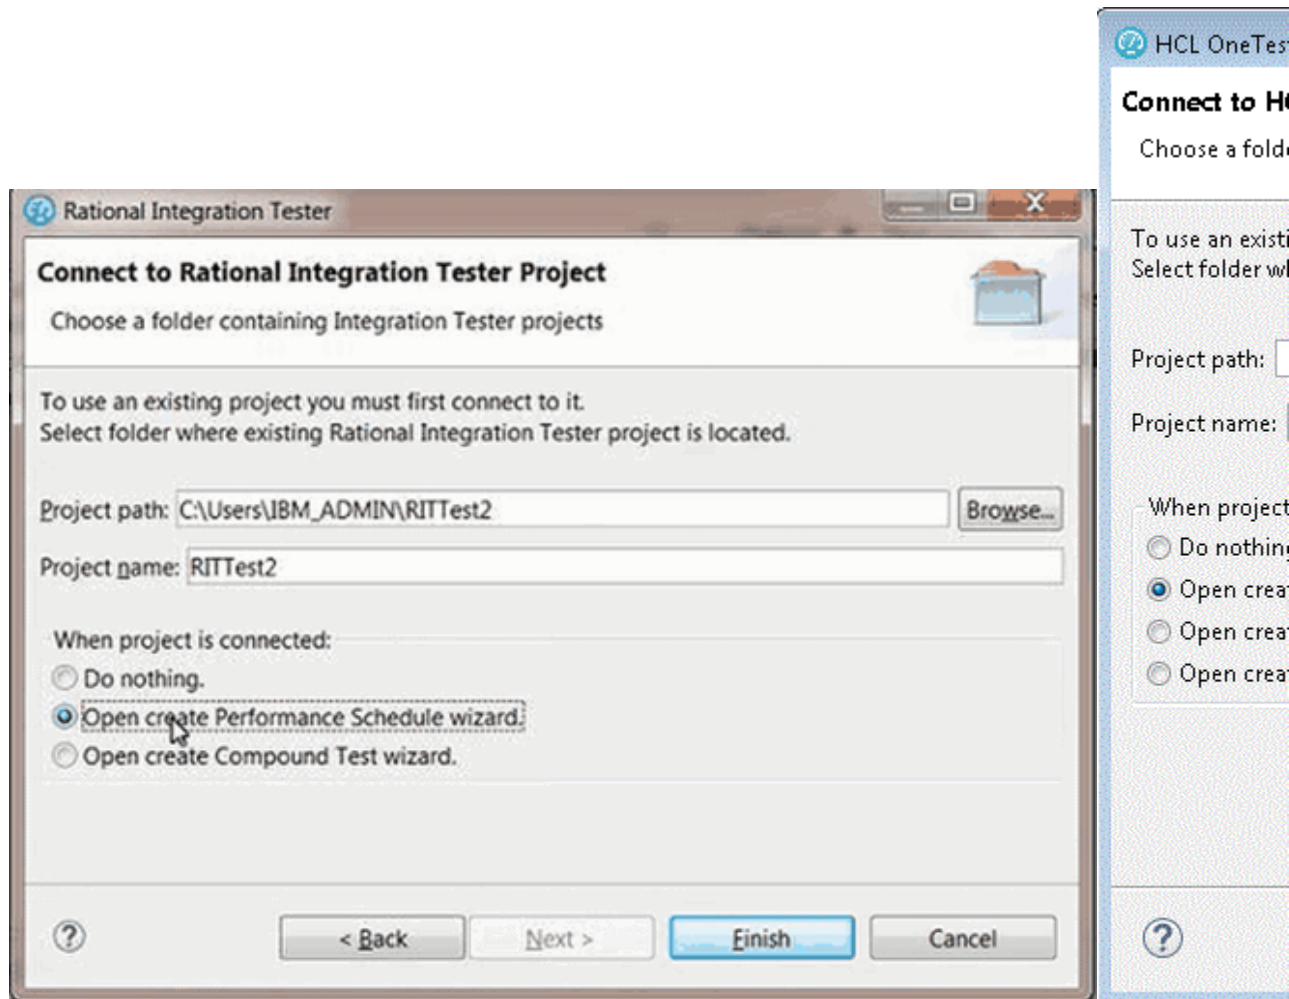 Rational Integration Tester
Connect to Rational Integration Tester Project
Choose a folder containing Integration Tester projects
To use an existing project you must first connect to it.
Select folder where existing Rational Integration Tester project is located.
Project path: C:\Users\IBM_ADMIN\RITTest2 Browse...
Project name: RITTest2
When project is connected:
Do nothing.
Open create Performance Schedule wizard.
Open create Compound Test wizard.
? < Back Next > Finish Cancel
HCL OneTes
Connect to H
Choose a fold
To use an existi
Select folder w
Project path:
Project name:
When project
Do nothing
Open crea
Open crea
Open crea
?